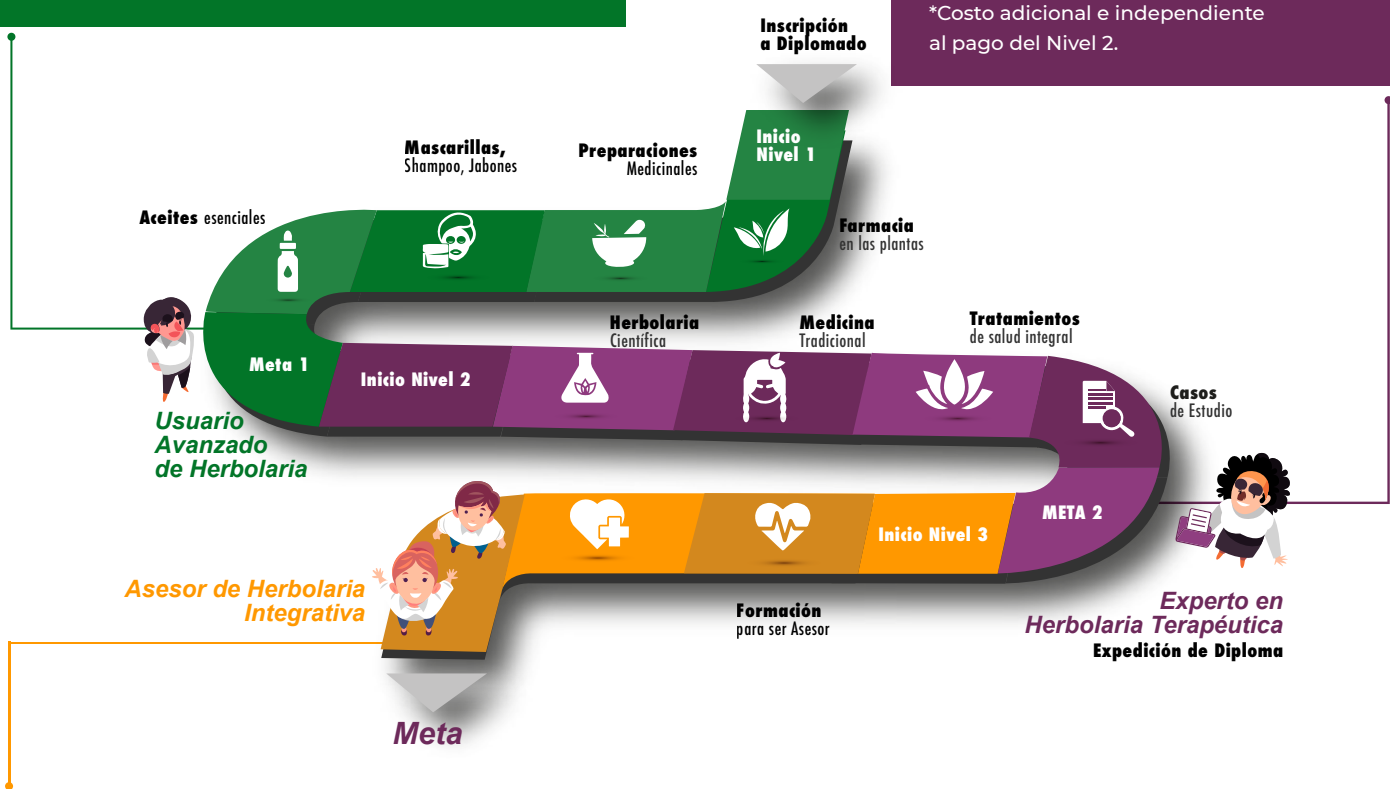 *Costo adicional e independiente
al pago del Nivel 2.
Inscripción
a Diplomado
Inicio
Nivel 1
Farmacia
en las plantas
Preparaciones
Medicinales
Mascarillas,
Shampoo, Jabones
Aceites esenciales
Meta 1
Usuario
Avanzado
de Herbolaria
Inicio Nivel 2
Herbolaria
Científica
Medicina
Tradicional
Tratamientos
de salud integral
Casos
de Estudio
META 2
Experto en
Herbolaria Terapéutica
Expedición de Diploma
Inicio Nivel 3
Formación
para ser Asesor
Asesor de Herbolaria
Integrativa
Meta